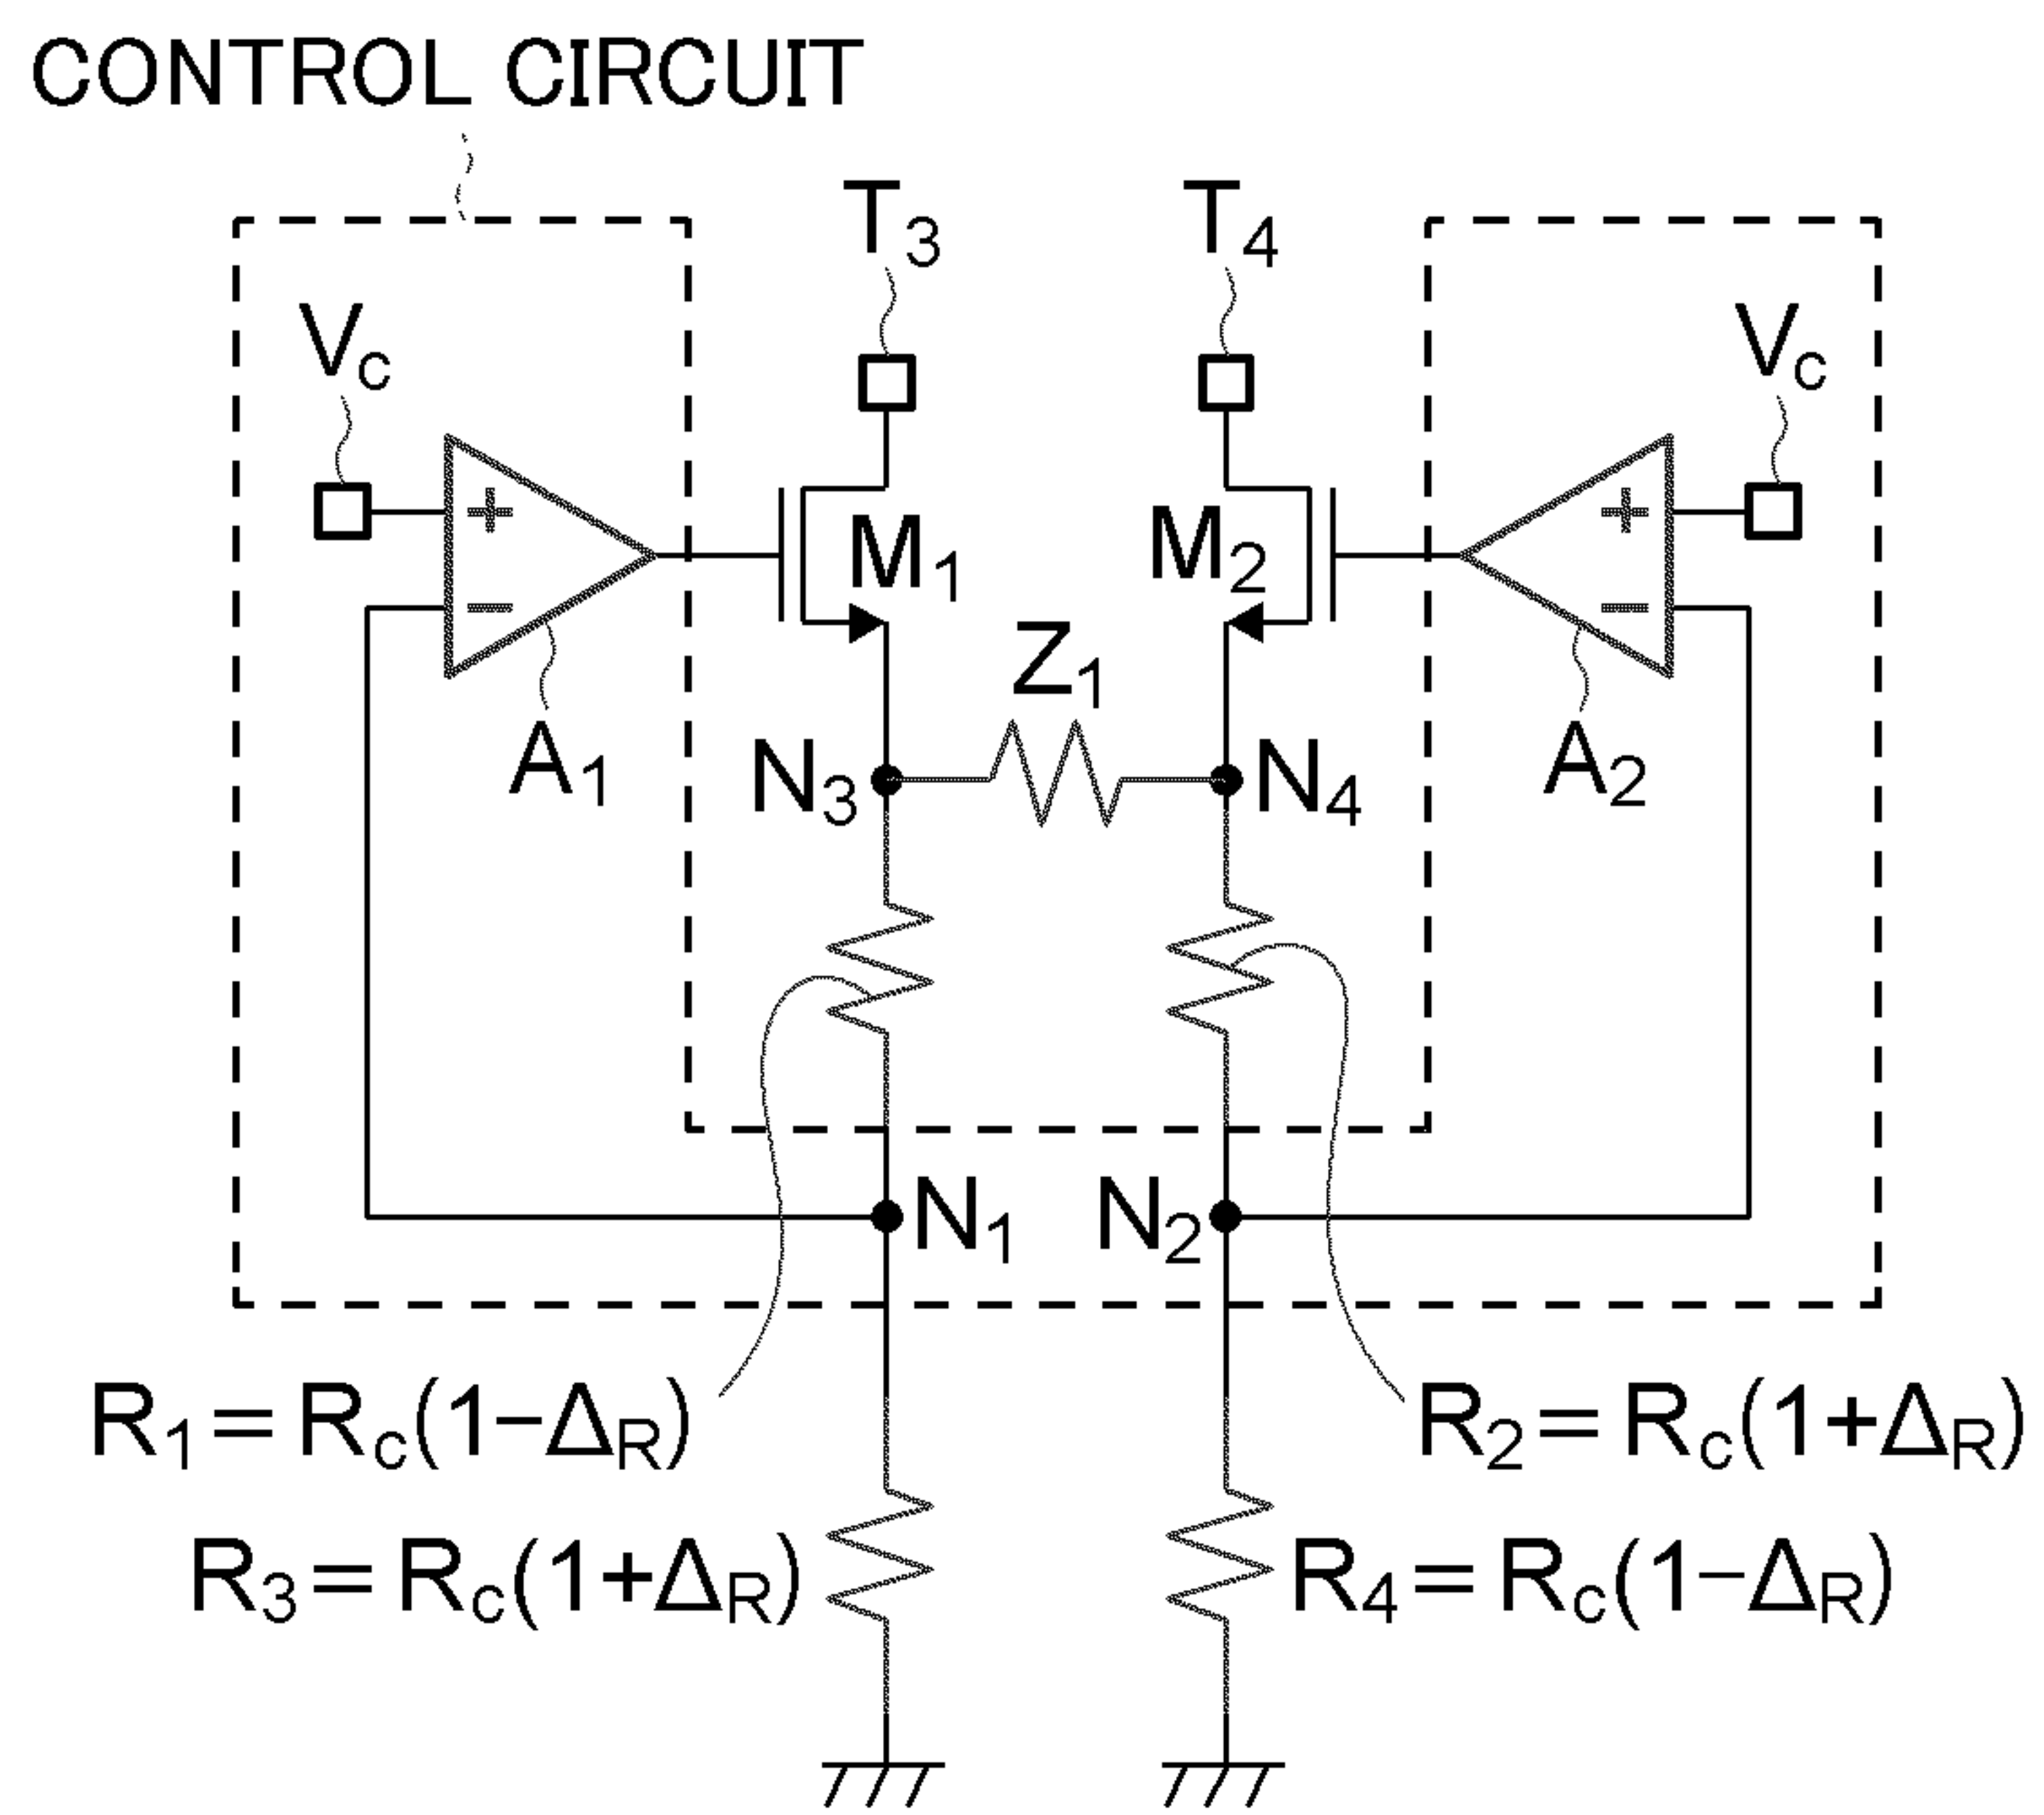 CONTROL CIRCUIT
T3
T4
VC
VC
+
+
M1
M2
−
−
Z1
A1
N3
N4
A2
N1
N2
R1=RC(1−ΔR)
R2=RC(1+ΔR)
R3=RC(1+ΔR)
R4=RC(1−ΔR)